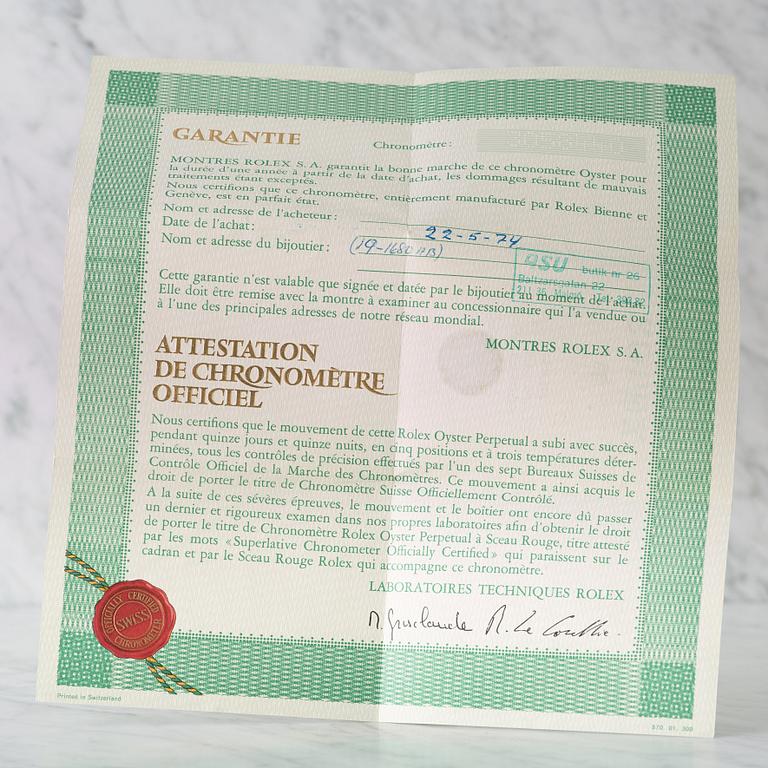 GARANTIE
Chronomètre:
MONTRES ROLEX S.A. garantit la bonne marche de ce chronomètre Oyster pour
la durée d'une année à partir de la date d'achat, les dommages résultant de mauvais
traitements étant exceptés.
Nous certifions que ce chronomètre, entièrement manufacturé par Rolex Bienne et
Genève, est en parfait état.
Nom et adresse de l'acheteur:
Date de l'achat: 22-5-74
Nom et adresse du bijoutier: (19-1680 AB)
OSU butik nr 26
Baltzarsgatan 22
Cette garantie n'est valable que signée et datée par le bijoutier au moment de l'achat.
Elle doit être remise avec la montre à examiner au concessionnaire qui l'a vendue ou
à l'une des principales adresses de notre réseau mondial.
MONTRES ROLEX S.A.
ATTESTATION
DE CHRONOMÈTRE
OFFICIEL
Nous certifions que le mouvement de cette Rolex Oyster Perpetual a subi avec succès,
pendant quinze jours et quinze nuits, en cinq positions et à trois températures déter-
minées, tous les contrôles de précision effectués par l'un des sept Bureaux Suisses de
Contrôle Officiel de la Marche des Chronomètres. Ce mouvement a ainsi acquis le
droit de porter le titre de Chronomètre Suisse Officiellement Contrôlé.
A la suite de ces sévères épreuves, le mouvement et le boîtier ont encore dû passer
un dernier et rigoureux examen dans nos propres laboratoires afin d'obtenir le droit
de porter le titre de Chronomètre Rolex Oyster Perpetual à Sceau Rouge, titre attesté
par les mots «Superlative Chronometer Officially Certified» qui paraissent sur le
cadran et par le Sceau Rouge Rolex qui accompagne ce chronomètre.
LABORATOIRES TECHNIQUES ROLEX
OFFICIALLY CERTIFIED
SWISS
CHRONOMETER
Printed in Switzerland
570. 01. 300